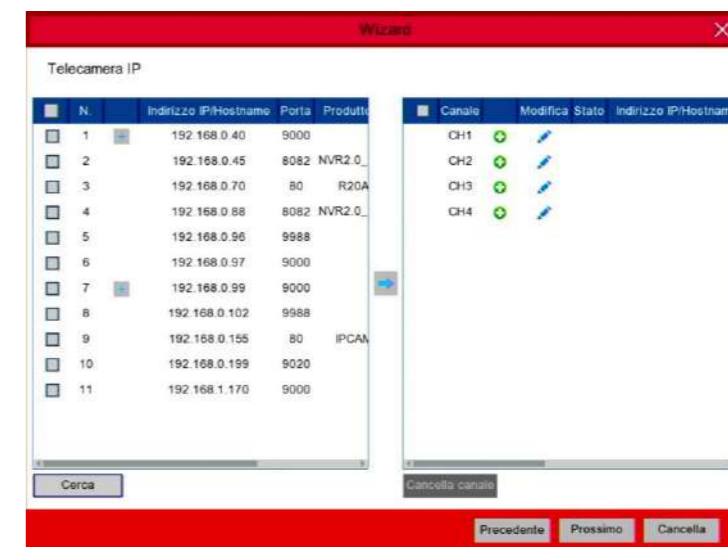 Wizard
Telecamera IP
N. Indirizzo IP/Hostname Porta Produtto
1 192.168.0.40 9000
2 192.168.0.45 8082 NVR2.0_
3 192.168.0.70 80 R20A
4 192.168.0.88 8082 NVR2.0_
5 192.168.0.96 9988
6 192.168.0.97 9000
7 192.168.0.99 9000
8 192.168.0.102 9988
9 192.168.0.155 80 IPCAM
10 192.168.0.199 9020
11 192.168.1.170 9000
Cerca
Canale Modifica Stato Indirizzo IP/Hostnam
CH1
CH2
CH3
CH4
Cancella canale
Precedente Prossimo Cancella